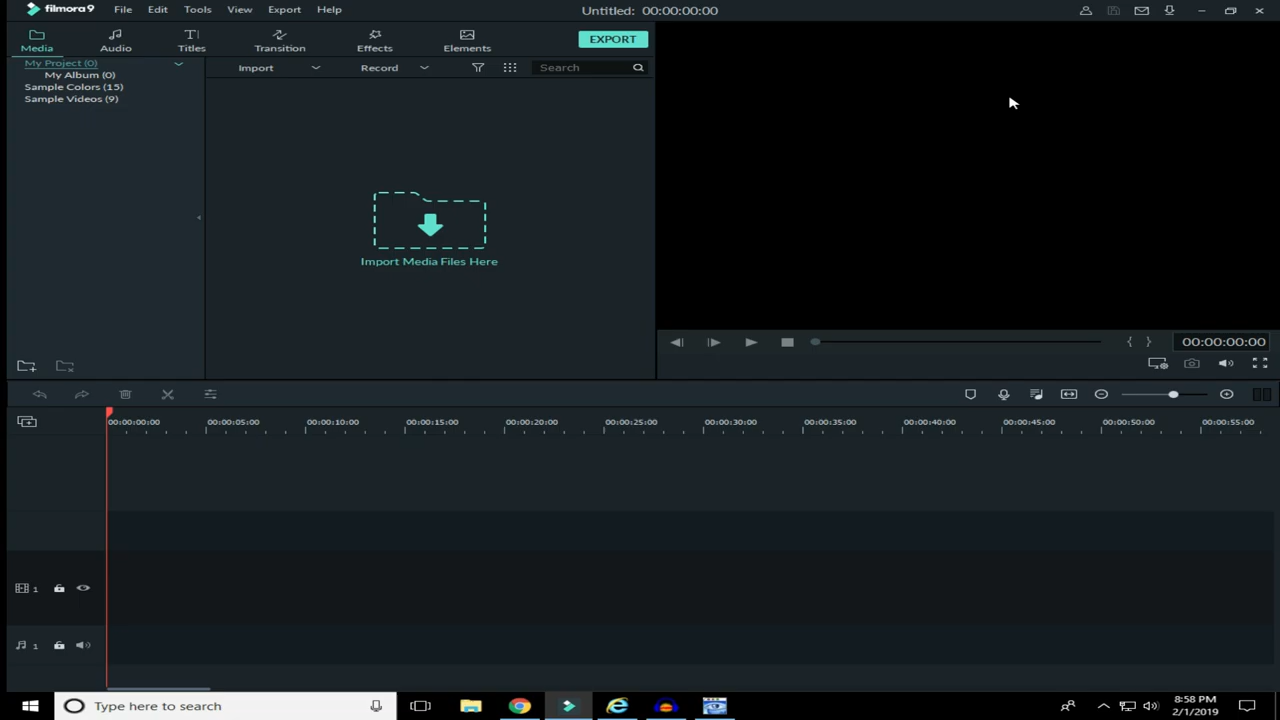 filmora9 File Edit Tools View Export Help Untitled: 00:00:00:00
Media Audio Titles Transition Effects Elements EXPORT
My Project (0)
My Album (0)
Sample Colors (15)
Sample Videos (9)
Import Record Search
Import Media Files Here
00:00:00:00
00:00:00:00 00:00:05:00 00:00:10:00 00:00:15:00 00:00:20:00 00:00:25:00 00:00:30:00 00:00:35:00 00:00:40:00 00:00:45:00 00:00:50:00 00:00:55:00
1
1
Type here to search
8:58 PM
2/1/2019